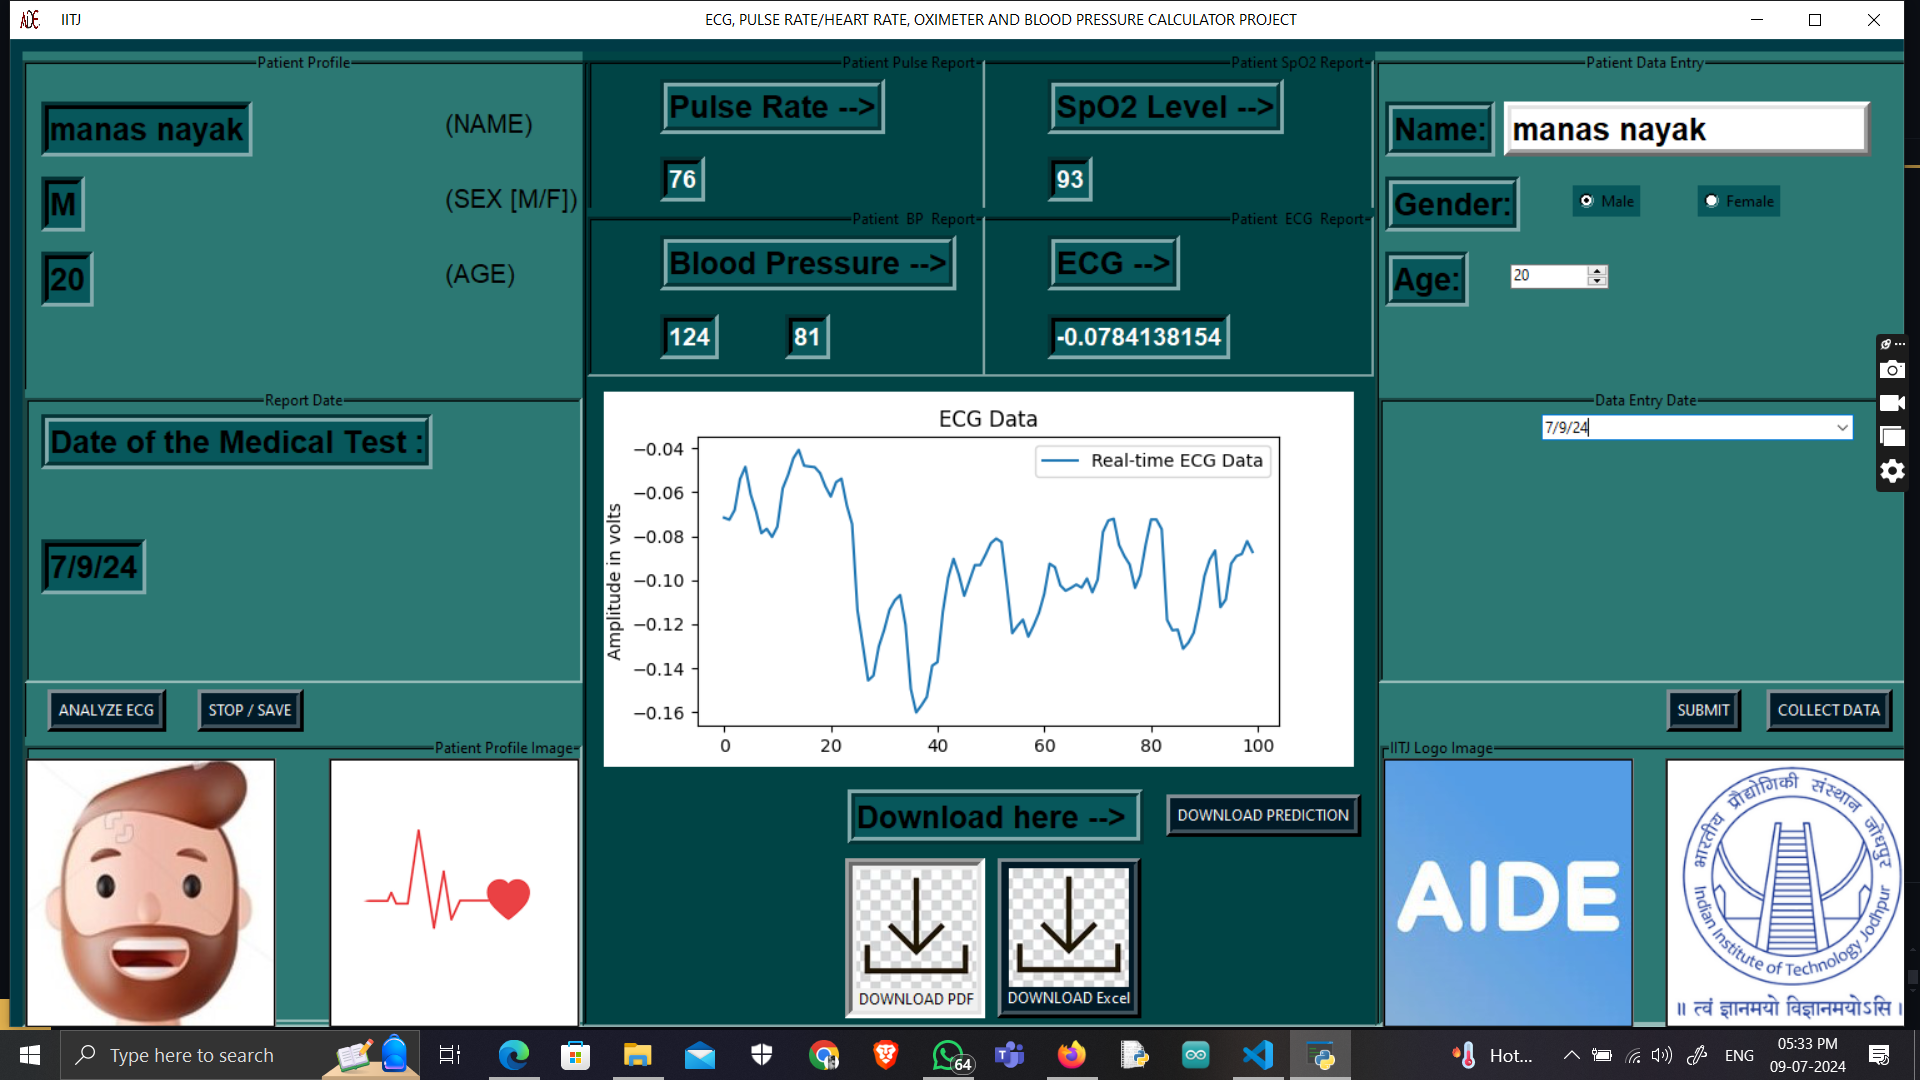 IITJ
ECG, PULSE RATE/HEART RATE, OXIMETER AND BLOOD PRESSURE CALCULATOR PROJECT
Patient Profile
manas nayak
(NAME)
M
(SEX [M/F])
20
(AGE)
Report Date
Date of the Medical Test :
7/9/24
ANALYZE ECG
STOP / SAVE
Patient Profile Image
Patient Pulse Report
Pulse Rate -->
76
Patient SpO2 Report
SpO2 Level -->
93
Patient BP Report
Blood Pressure -->
124
81
Patient ECG Report
ECG -->
-0.0784138154
ECG Data
Real-time ECG Data
Amplitude in volts
−0.04
−0.06
−0.08
−0.10
−0.12
−0.14
−0.16
0 20 40 60 80 100
Download here -->
DOWNLOAD PREDICTION
DOWNLOAD PDF
DOWNLOAD Excel
Patient Data Entry
Name:
manas nayak
Gender:
Male
Female
Age:
20
Data Entry Date
7/9/24
SUBMIT
COLLECT DATA
IITJ Logo Image
AIDE
भारतीय प्रौद्योगिकी संस्थान जोधपुर
Indian Institute of Technology Jodhpur
॥ त्वं ज्ञानमयो विज्ञानमयोऽसि ।
Type here to search
64
Hot...
ENG
05:33 PM
09-07-2024